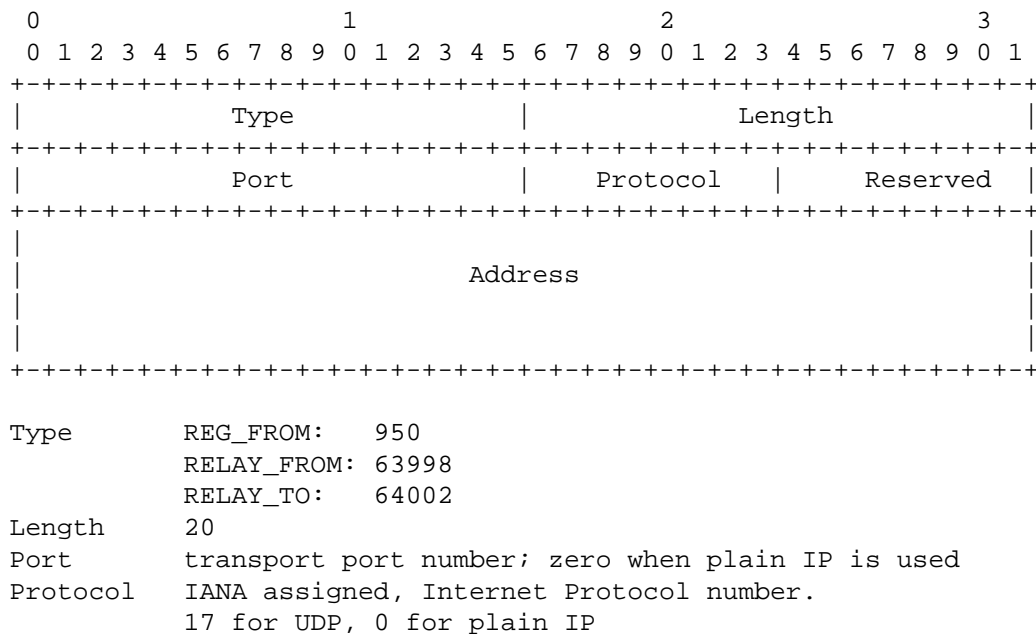 0                   1                   2                   3
 0 1 2 3 4 5 6 7 8 9 0 1 2 3 4 5 6 7 8 9 0 1 2 3 4 5 6 7 8 9 0 1
+-+-+-+-+-+-+-+-+-+-+-+-+-+-+-+-+-+-+-+-+-+-+-+-+-+-+-+-+-+-+-+-+
|             Type              |             Length            |
+-+-+-+-+-+-+-+-+-+-+-+-+-+-+-+-+-+-+-+-+-+-+-+-+-+-+-+-+-+-+-+-+
|             Port              |    Protocol   |     Reserved  |
+-+-+-+-+-+-+-+-+-+-+-+-+-+-+-+-+-+-+-+-+-+-+-+-+-+-+-+-+-+-+-+-+
|                                                               |
|                            Address                            |
|                                                               |
|                                                               |
+-+-+-+-+-+-+-+-+-+-+-+-+-+-+-+-+-+-+-+-+-+-+-+-+-+-+-+-+-+-+-+-+

Type       REG_FROM:   950
           RELAY_FROM: 63998
           RELAY_TO:   64002
Length     20
Port       transport port number; zero when plain IP is used
Protocol   IANA assigned, Internet Protocol number.
           17 for UDP, 0 for plain IP